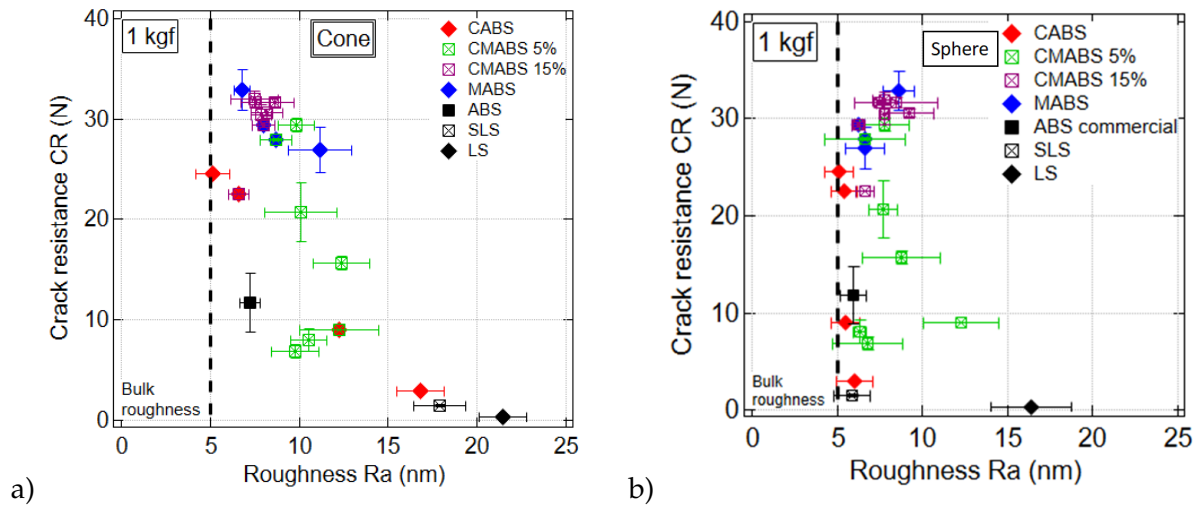 1 kgf
Cone
CABS
CMABS 5%
CMABS 15%
MABS
ABS
SLS
LS
Crack resistance CR (N)
40
30
20
10
0
Bulk
roughness
0 5 10 15 20 25
Roughness Ra (nm)
a)
1 kgf
Sphere
CABS
CMABS 5%
CMABS 15%
MABS
ABS commercial
SLS
LS
Crack resistance CR (N)
40
30
20
10
0
Bulk
roughness
0 5 10 15 20 25
Roughness Ra (nm)
b)